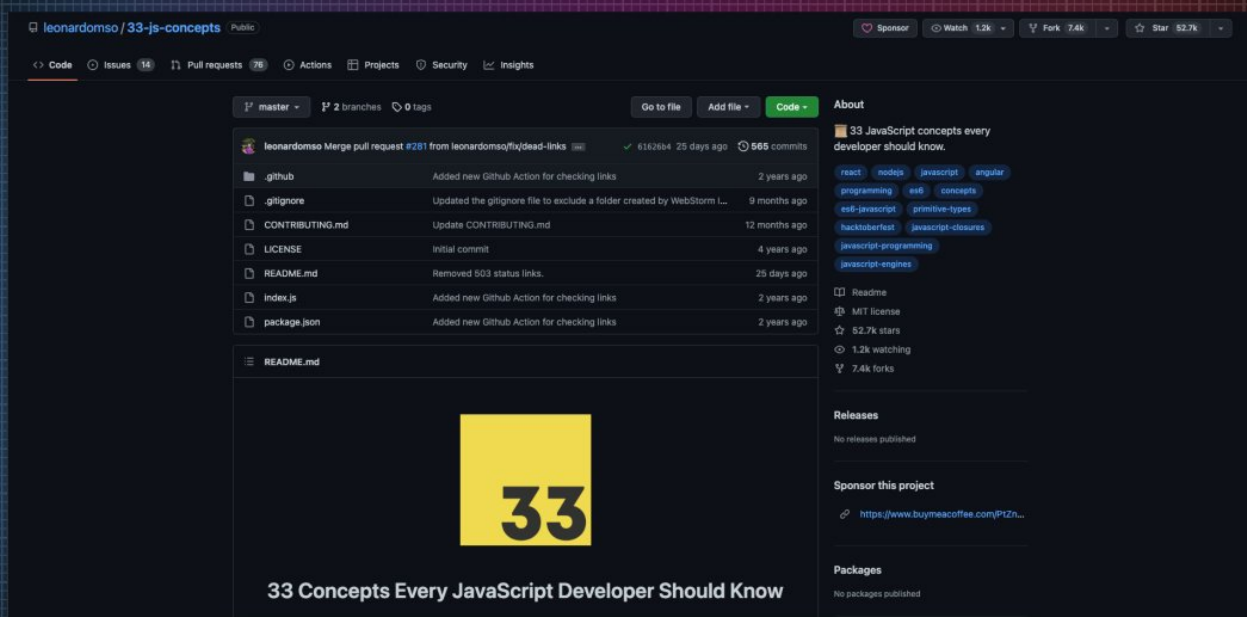 leonardomso / 33-js-concepts Public
Sponsor Watch 1.2k Fork 7.4k Star 52.7k
Code Issues 14 Pull requests 76 Actions Projects Security Insights
master 2 branches 0 tags Go to file Add file Code
leonardomso Merge pull request #281 from leonardomso/fix/dead-links ... 61626b4 25 days ago 565 commits
.github Added new Github Action for checking links 2 years ago
.gitignore Updated the gitignore file to exclude a folder created by WebStorm I... 9 months ago
CONTRIBUTING.md Update CONTRIBUTING.md 12 months ago
LICENSE Initial commit 4 years ago
README.md Removed 503 status links. 25 days ago
index.js Added new Github Action for checking links 2 years ago
package.json Added new Github Action for checking links 2 years ago
README.md
33
33 Concepts Every JavaScript Developer Should Know
About
33 JavaScript concepts every
developer should know.
react nodejs javascript angular
programming es6 concepts
es6-javascript primitive-types
hacktoberfest javascript-closures
javascript-programming
javascript-engines
Readme
MIT license
52.7k stars
1.2k watching
7.4k forks
Releases
No releases published
Sponsor this project
https://www.buymeacoffee.com/PtZn...
Packages
No packages published